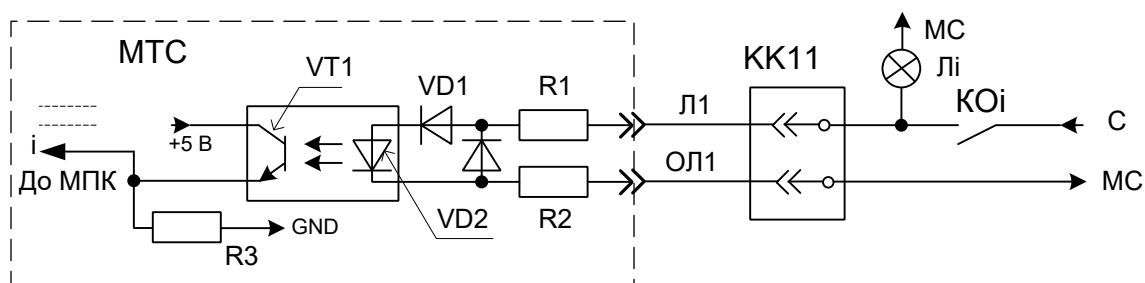 МТС
VT1
VD1
R1
+5 В
i
До МПК
R3
GND
VD2
R2
Л1
ОЛ1
КК11
МС
Лі
КОі
С
МС